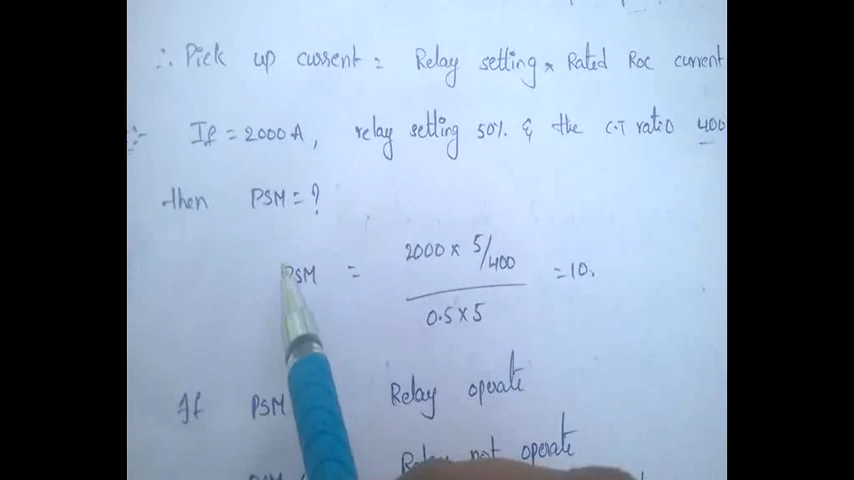 ∴ Pick up current = Relay setting × Rated Roc current
:- If = 2000 A, relay setting 50% & the C.T ratio 400
then PSM = ?
PSM = 2000 × 5/400 = 10.
0.5 × 5
If PSM Relay operate
Relay not operate